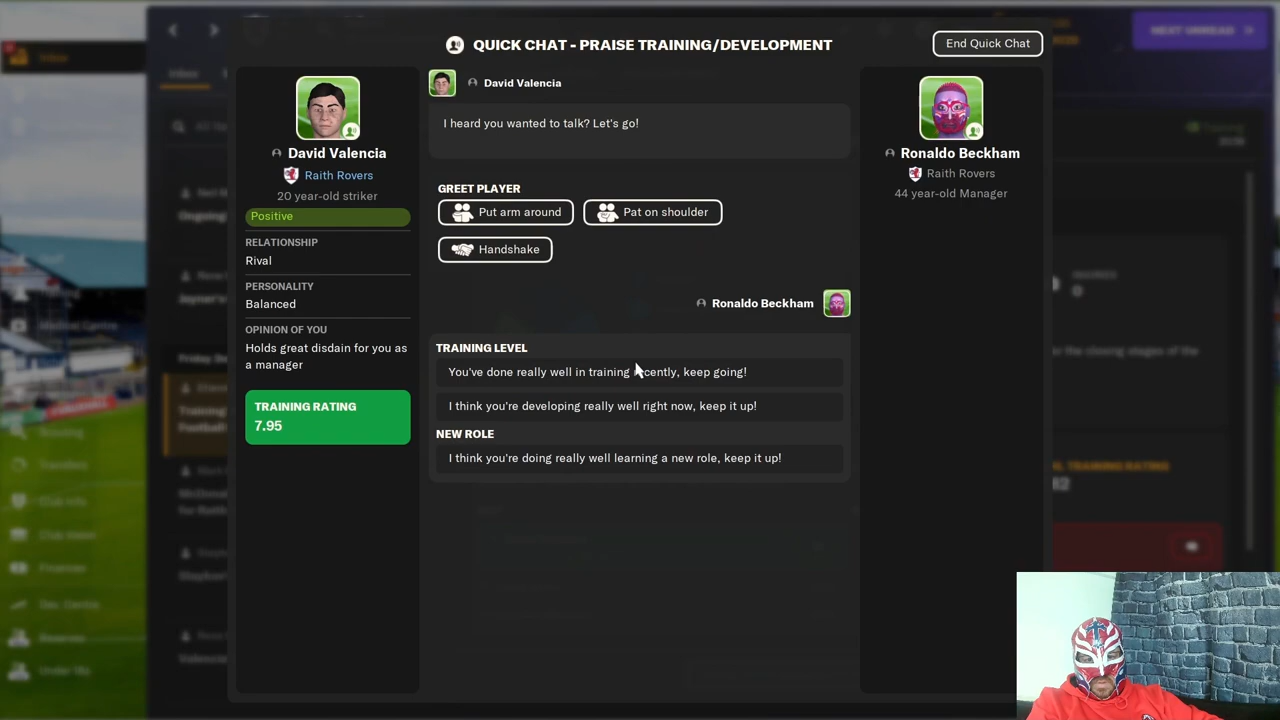 NEXT UNREAD
QUICK CHAT - PRAISE TRAINING/DEVELOPMENT
End Quick Chat
David Valencia
Raith Rovers
20 year-old striker
Positive
RELATIONSHIP
Rival
PERSONALITY
Balanced
OPINION OF YOU
Holds great disdain for you as
a manager
TRAINING RATING
7.95
David Valencia
I heard you wanted to talk? Let's go!
GREET PLAYER
Put arm around
Pat on shoulder
Handshake
Ronaldo Beckham
TRAINING LEVEL
You've done really well in training recently, keep going!
I think you're developing really well right now, keep it up!
NEW ROLE
I think you're doing really well learning a new role, keep it up!
Ronaldo Beckham
Raith Rovers
44 year-old Manager